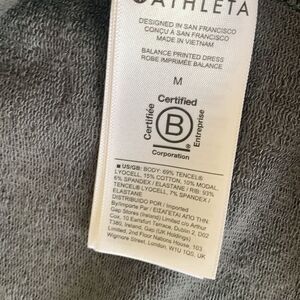 ATHLETA
DESIGNED IN SAN FRANCISCO
CONÇU À SAN FRANCISCO
MADE IN VIETNAM
BALANCE PRINTED DRESS
ROBE IMPRIMÉE BALANCE
M
Certified
Certifiée
B
Entreprise
Corporation
US/GB: BODY: 69% TENCEL®
LYOCELL, 15% COTTON, 10% MODAL,
6% SPANDEX / ELASTANE / RIB: 93%
TENCEL® LYOCELL, 7% SPANDEX /
ELASTANE
DISTRIBUIDO POR / Imported
By/Importé Par / ΕΙΣΑΓΕΤΑΙ ΑΠΟ ΤΗΝ
Gap Stores (Ireland) Limited c/o Arthur
Cox, 10 Earlsfort Terrace, Dublin 2, D02
T380, Ireland, Gap (UK Holdings)
Limited, 2nd Floor Nations House, 103
Wigmore Street, London, W1U 1QS, UK